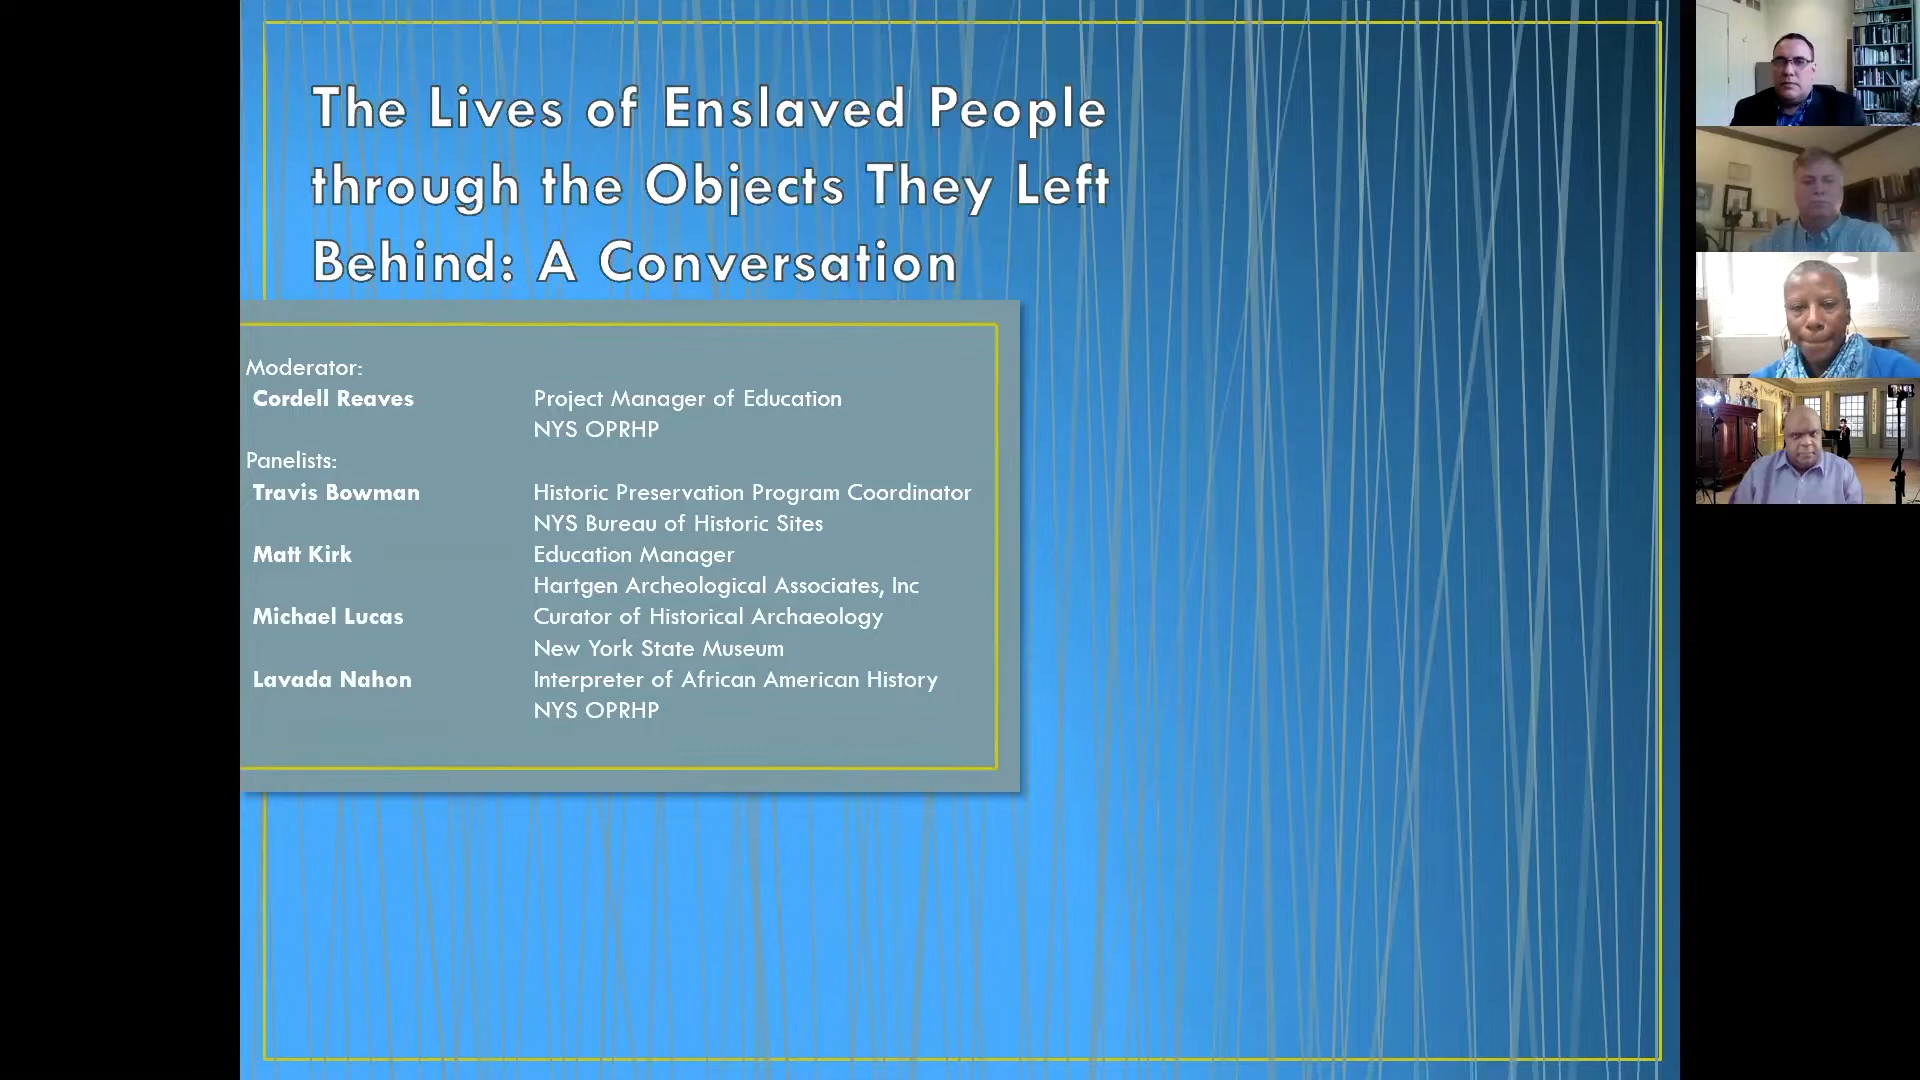 The Lives of Enslaved People
through the Objects They Left
Behind: A Conversation
Moderator:
Cordell Reaves Project Manager of Education
NYS OPRHP
Panelists:
Travis Bowman Historic Preservation Program Coordinator
NYS Bureau of Historic Sites
Matt Kirk Education Manager
Hartgen Archeological Associates, Inc
Michael Lucas Curator of Historical Archaeology
New York State Museum
Lavada Nahon Interpreter of African American History
NYS OPRHP